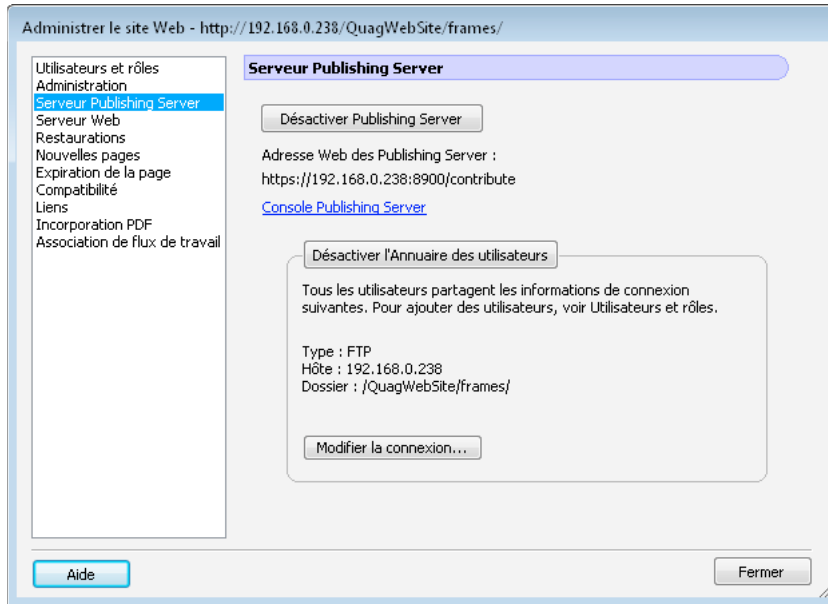 Administrer le site Web - http://192.168.0.238/QuagWebSite/frames/
Utilisateurs et rôles
Administration
Serveur Publishing Server
Serveur Web
Restaurations
Nouvelles pages
Expiration de la page
Compatibilité
Liens
Incorporation PDF
Association de flux de travail
Serveur Publishing Server
Désactiver Publishing Server
Adresse Web des Publishing Server :
https://192.168.0.238:8900/contribute
Console Publishing Server
Désactiver l'Annuaire des utilisateurs
Tous les utilisateurs partagent les informations de connexion
suivantes. Pour ajouter des utilisateurs, voir Utilisateurs et rôles.
Type : FTP
Hôte : 192.168.0.238
Dossier : /QuagWebSite/frames/
Modifier la connexion...
Aide
Fermer